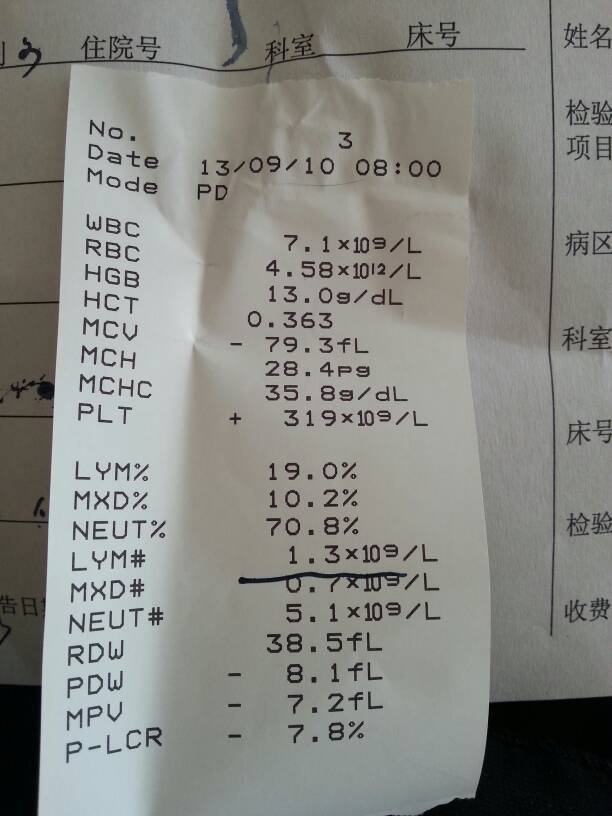 住院号 科室 床号
姓名
检验
项目
病区
科室
床号
检验
收费
No. 3
Date 13/09/10 08:00
Mode PD
WBC 7.1×10⁹/L
RBC 4.58×10¹²/L
HGB 13.0g/dL
HCT 0.363
MCV - 79.3fL
MCH 28.4pg
MCHC 35.8g/dL
PLT + 319×10⁹/L
LYM% 19.0%
MXD% 10.2%
NEUT% 70.8%
LYM# 1.3×10⁹/L
MXD# 0.7×10⁹/L
NEUT# 5.1×10⁹/L
RDW 38.5fL
PDW - 8.1fL
MPV - 7.2fL
P-LCR - 7.8%